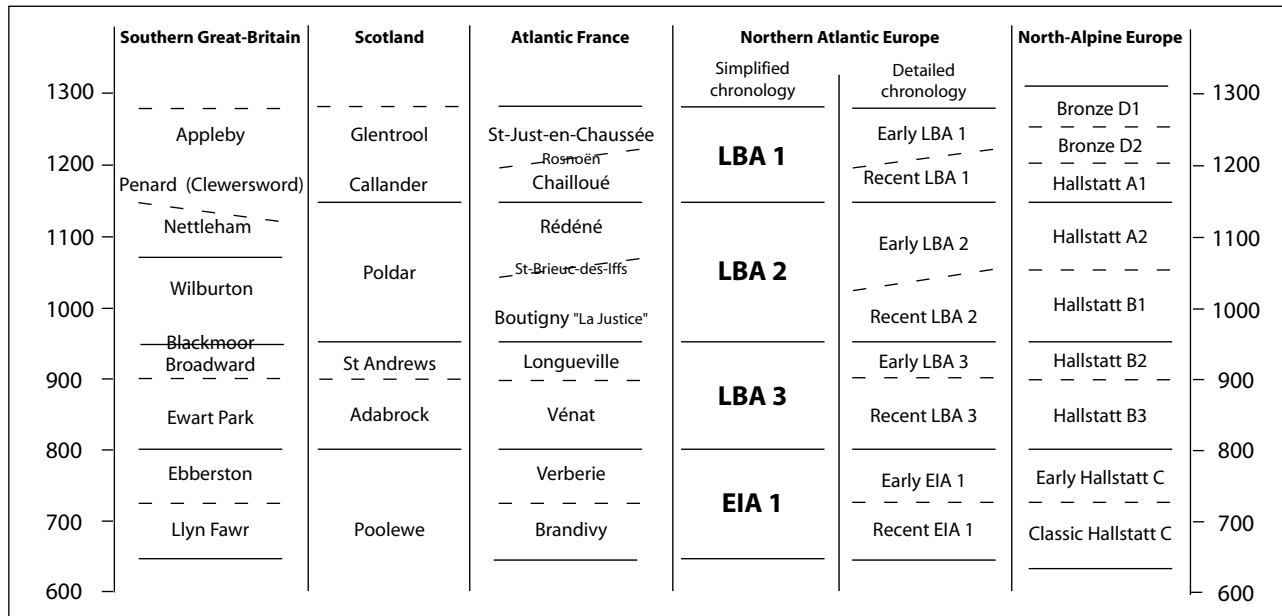 Southern Great-Britain
Scotland
Atlantic France
Northern Atlantic Europe
North-Alpine Europe
Simplified
chronology
Detailed
chronology
1300
1200
1100
1000
900
800
700
600
Appleby
Penard (Clewersword)
Nettleham
Wilburton
Blackmoor
Broadward
Ewart Park
Ebberston
Llyn Fawr
Glentrool
Callander
Poldar
St Andrews
Adabrock
Poolewe
St-Just-en-Chaussée
Rosnoën
Chailloué
Rédéné
St-Brieuc-des-Iffs
Boutigny "La Justice"
Longueville
Vénat
Verberie
Brandivy
LBA 1
LBA 2
LBA 3
EIA 1
Early LBA 1
Recent LBA 1
Early LBA 2
Recent LBA 2
Early LBA 3
Recent LBA 3
Early EIA 1
Recent EIA 1
Bronze D1
Bronze D2
Hallstatt A1
Hallstatt A2
Hallstatt B1
Hallstatt B2
Hallstatt B3
Early Hallstatt C
Classic Hallstatt C
1300
1200
1100
1000
900
800
700
600